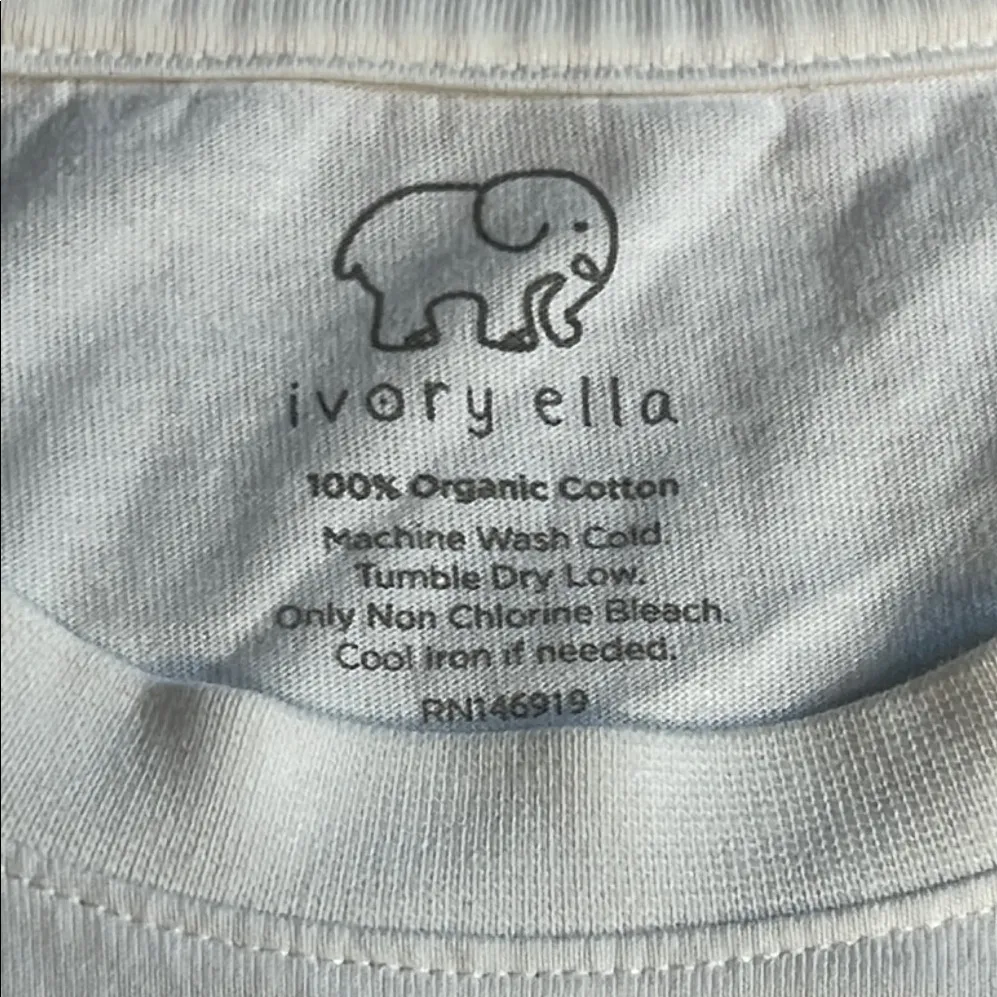 ivory ella
100% Organic Cotton
Machine Wash Cold.
Tumble Dry Low.
Only Non Chlorine Bleach.
Cool Iron if needed.
RN146919